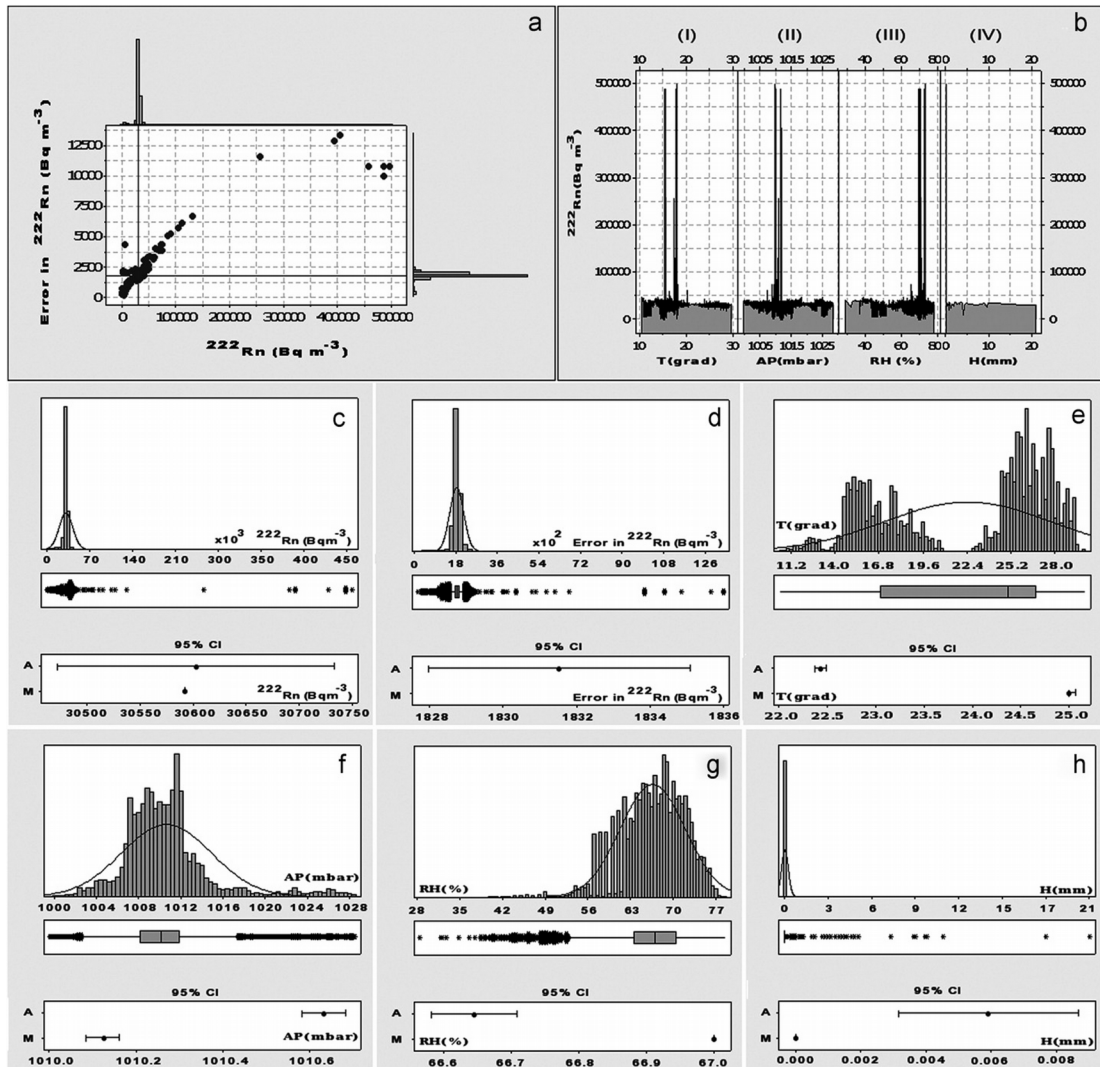 a
Error in ²²²Rn (Bq m⁻³)
12500
10000
7500
5000
2500
0
0 100000 200000 300000 400000 500000
²²²Rn (Bq m⁻³)
b
(I) (II) (III) (IV)
10 20 30 1005 1015 1025 40 60 80 0 10 20
²²²Rn(Bq m⁻³)
500000 500000
400000 400000
300000 300000
200000 200000
100000 100000
0 0
10 20 30 1005 1015 1025 40 60 80 0 10 20
T(grad) AP(mbar) RH (%) H(mm)
c
x10³ ²²²Rn(Bqm⁻³)
0 70 140 210 280 350 450
95% CI
A
M
²²²Rn(Bqm⁻³)
30500 30550 30600 30650 30700 30750
d
x10² Error in ²²²Rn(Bqm⁻³)
0 18 36 54 72 90 108 126
95% CI
A
M
Error in ²²²Rn(Bqm⁻³)
1828 1830 1832 1834 1836
e
T(grad)
11.2 14.0 16.8 19.6 22.4 25.2 28.0
95% CI
A
M
T(grad)
22.0 22.5 23.0 23.5 24.0 24.5 25.0
f
AP(mbar)
1000 1004 1008 1012 1016 1020 1024 1028
95% CI
A
M
AP(mbar)
1010.0 1010.2 1010.4 1010.6
g
RH(%)
28 35 42 49 56 63 70 77
95% CI
A
M
RH(%)
66.6 66.7 66.8 66.9 67.0
h
H(mm)
0 3 5 9 12 14 17 21
95% CI
A
M
H(mm)
0.000 0.002 0.004 0.006 0.008